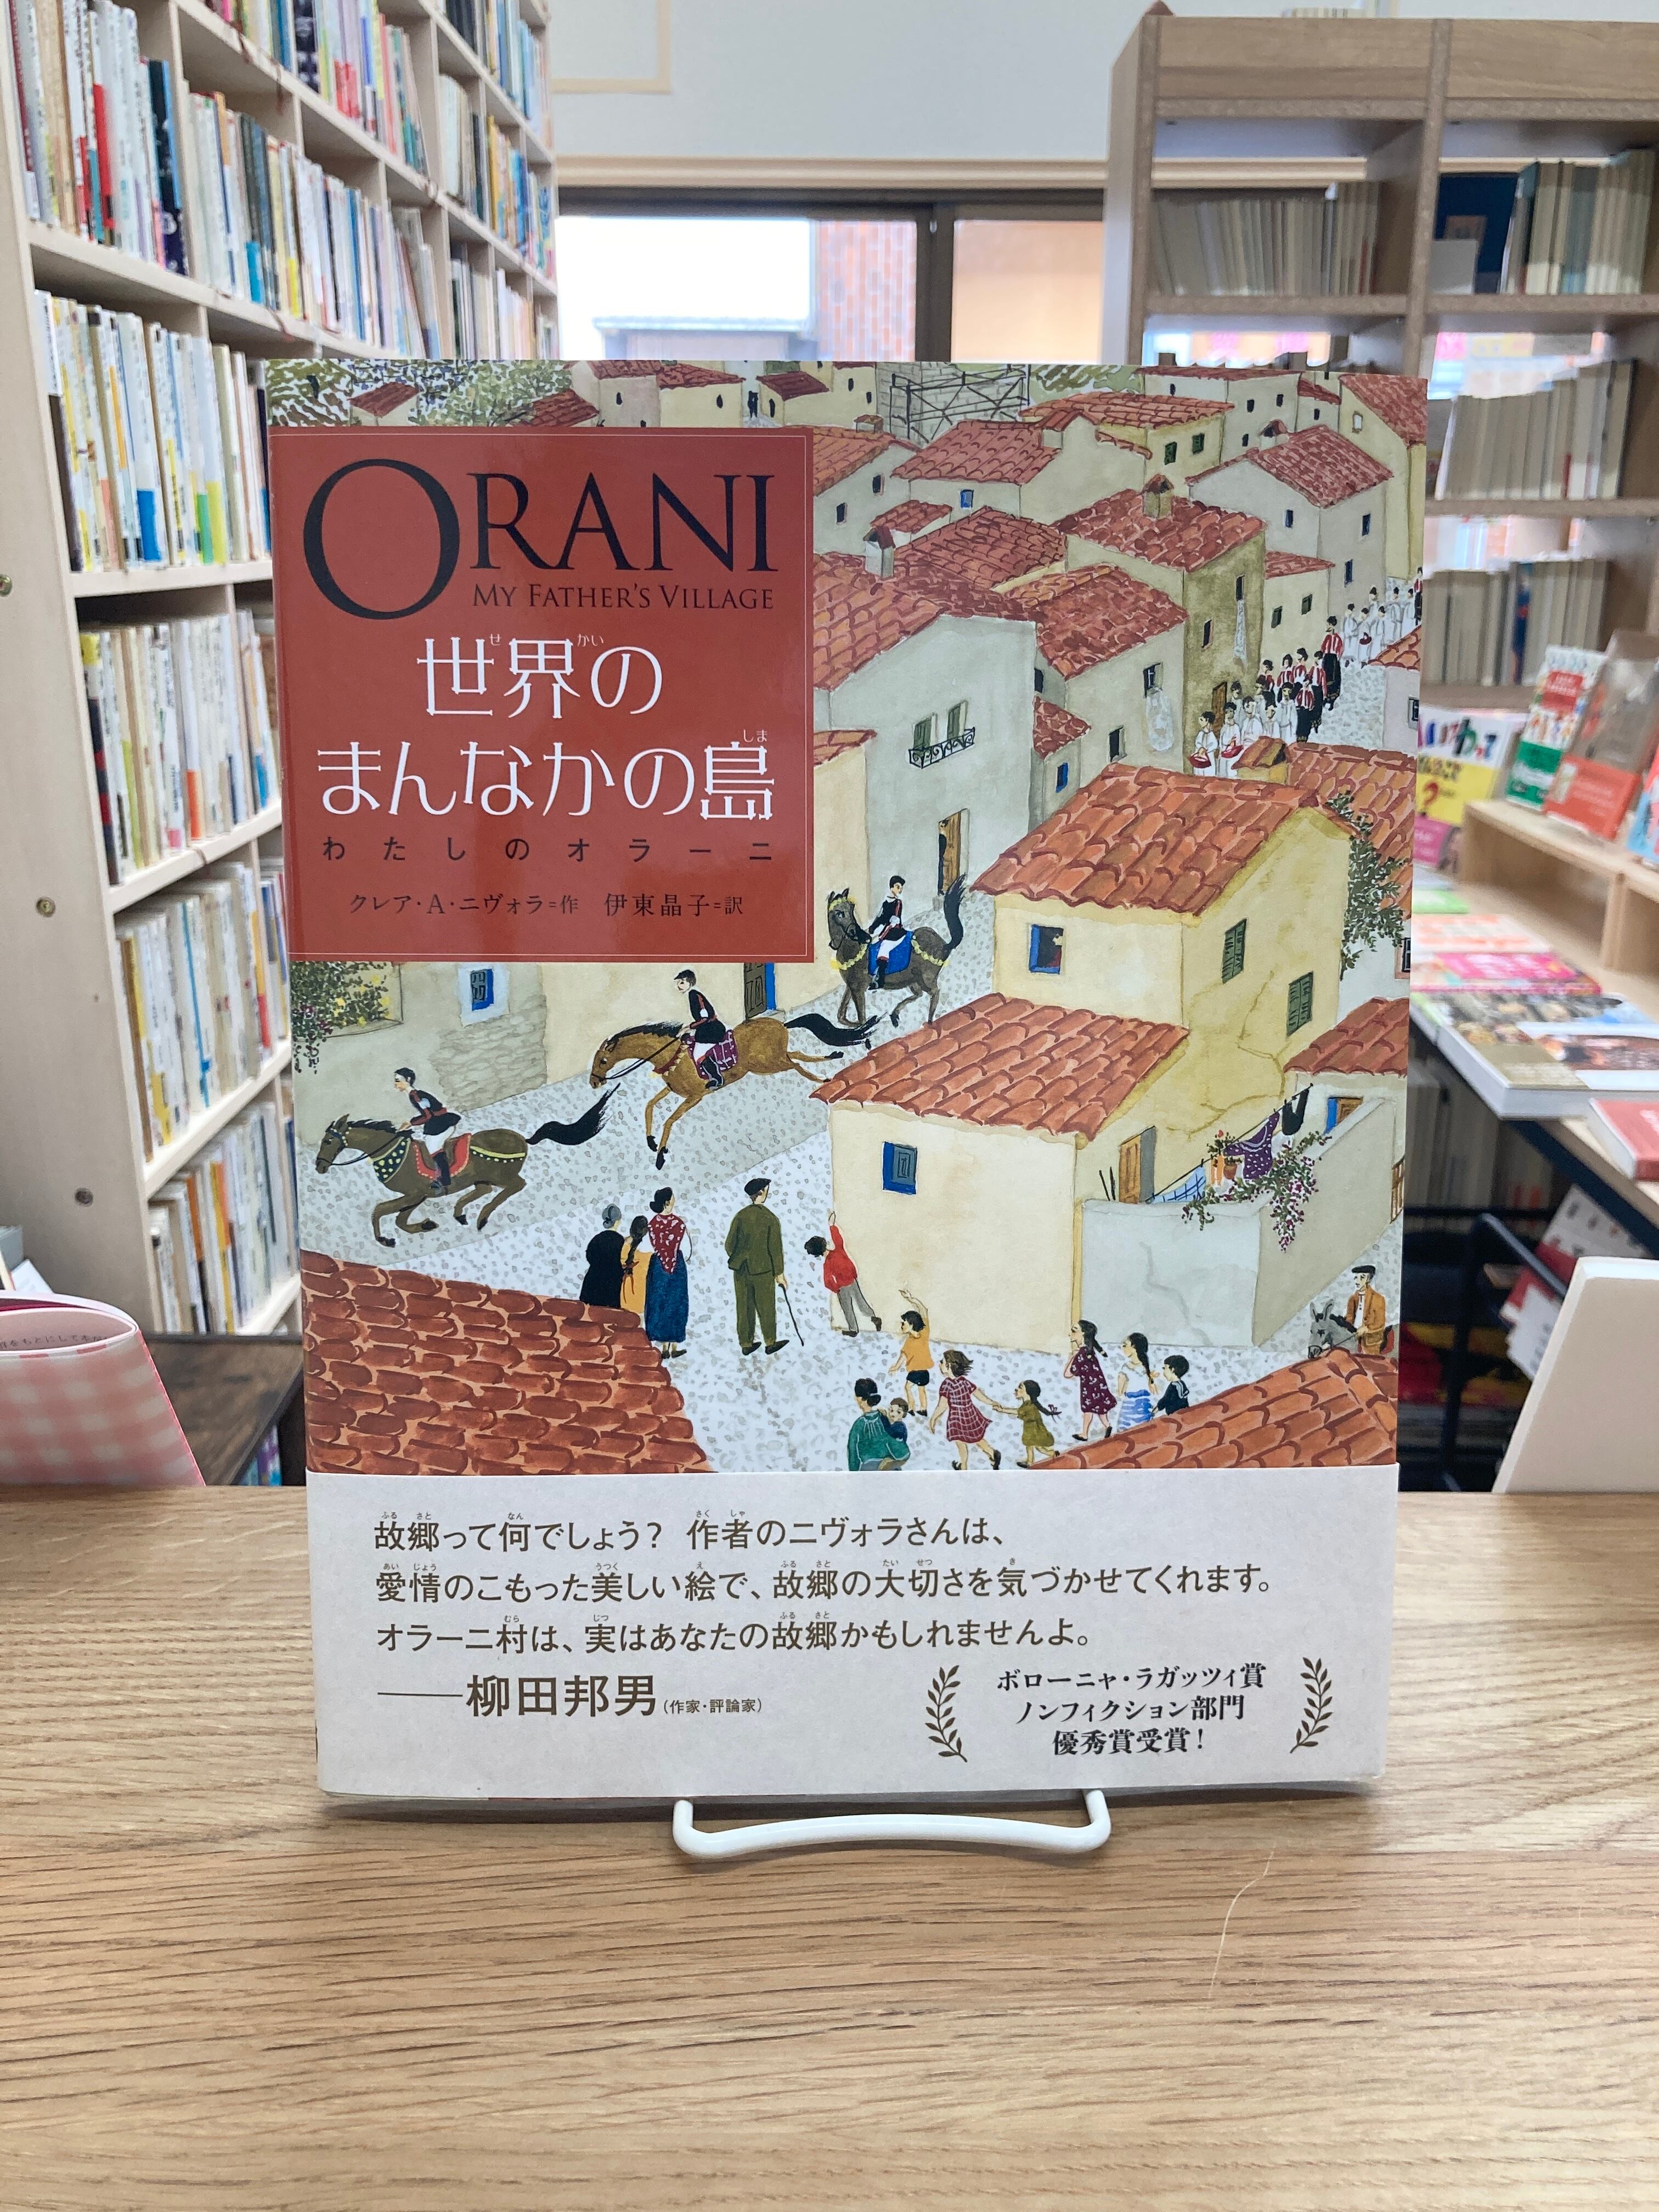 ORANI
MY FATHER'S VILLAGE
世界の
まんなかの島
わたしのオラーニ
クレア・A・ニヴォラ=作 伊東晶子=訳
故郷って何でしょう? 作者のニヴォラさんは、
愛情のこもった美しい絵で、故郷の大切さを気づかせてくれます。
オラーニ村は、実はあなたの故郷かもしれませんよ。
――柳田邦男(作家・評論家)
ボローニャ・ラガッツィ賞
ノンフィクション部門
優秀賞受賞!